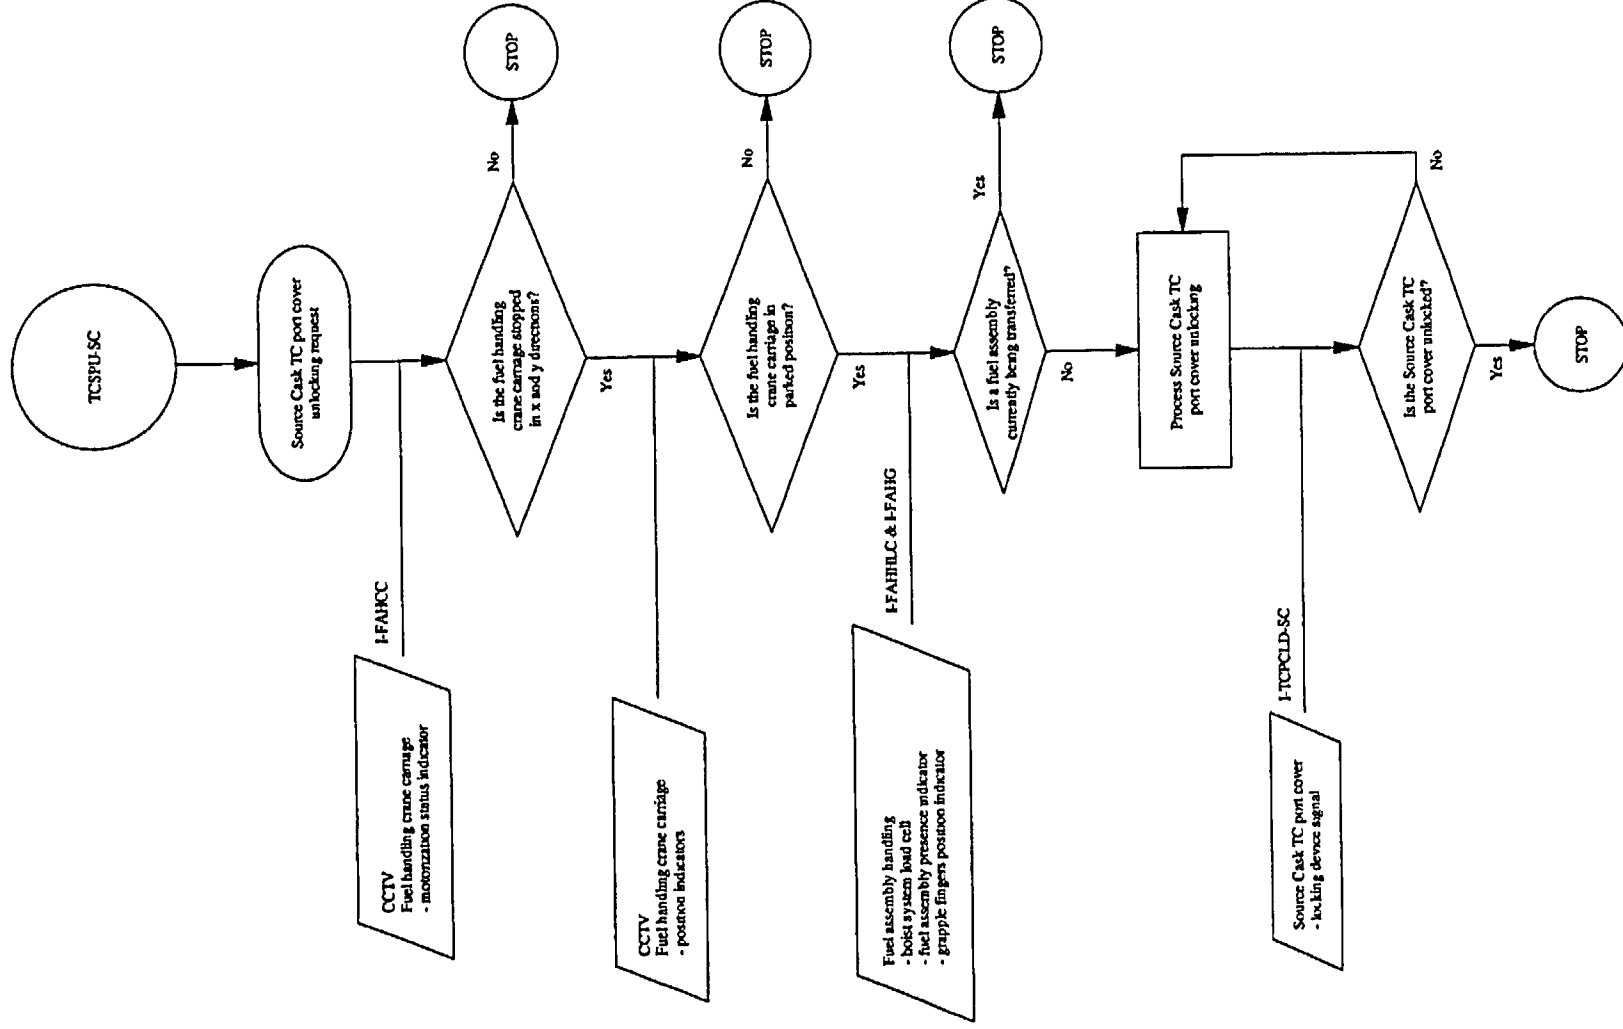 TCSPU-SC
Source Cask TC port cover
unlocking request
I-FAHCC
CCTV
Fuel handling crane carriage
- motorization status indicator
Is the fuel handling
crane carriage stopped
in x and y directions?
No
STOP
Yes
CCTV
Fuel handling crane carriage
- position indicators
Is the fuel handling
crane carriage in
parked position?
No
STOP
Yes
I-FAHHLC & I-FAHG
Fuel assembly handling
- hoist system load cell
- fuel assembly presence indicator
- grapple fingers position indicator
Is a fuel assembly
currently being transferred?
Yes
STOP
No
Process Source Cask TC
port cover unlocking
I-TCPCLD-SC
Source Cask TC port cover
- locking device signal
Is the Source Cask TC
port cover unlocked?
No
Yes
STOP